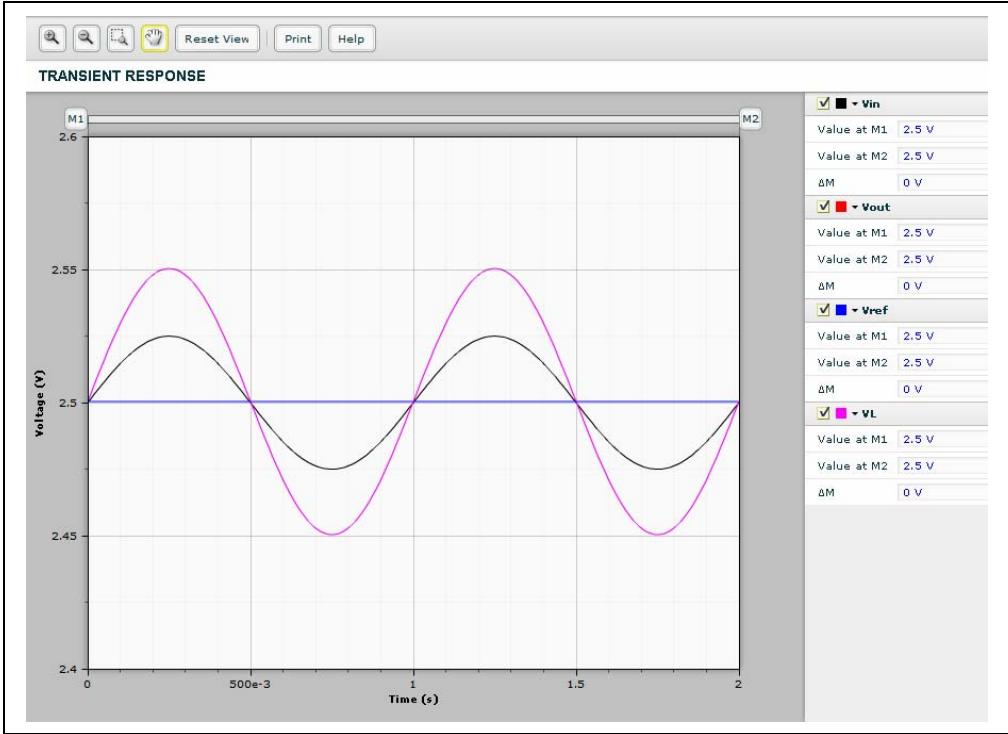 Reset View Print Help
TRANSIENT RESPONSE
M1
M2
2.6
2.55
2.5
2.45
2.4
Voltage (V)
0
500e-3
1
1.5
2
Time (s)
Vin
Value at M1 2.5 V
Value at M2 2.5 V
ΔM 0 V
Vout
Value at M1 2.5 V
Value at M2 2.5 V
ΔM 0 V
Vref
Value at M1 2.5 V
Value at M2 2.5 V
ΔM 0 V
VL
Value at M1 2.5 V
Value at M2 2.5 V
ΔM 0 V